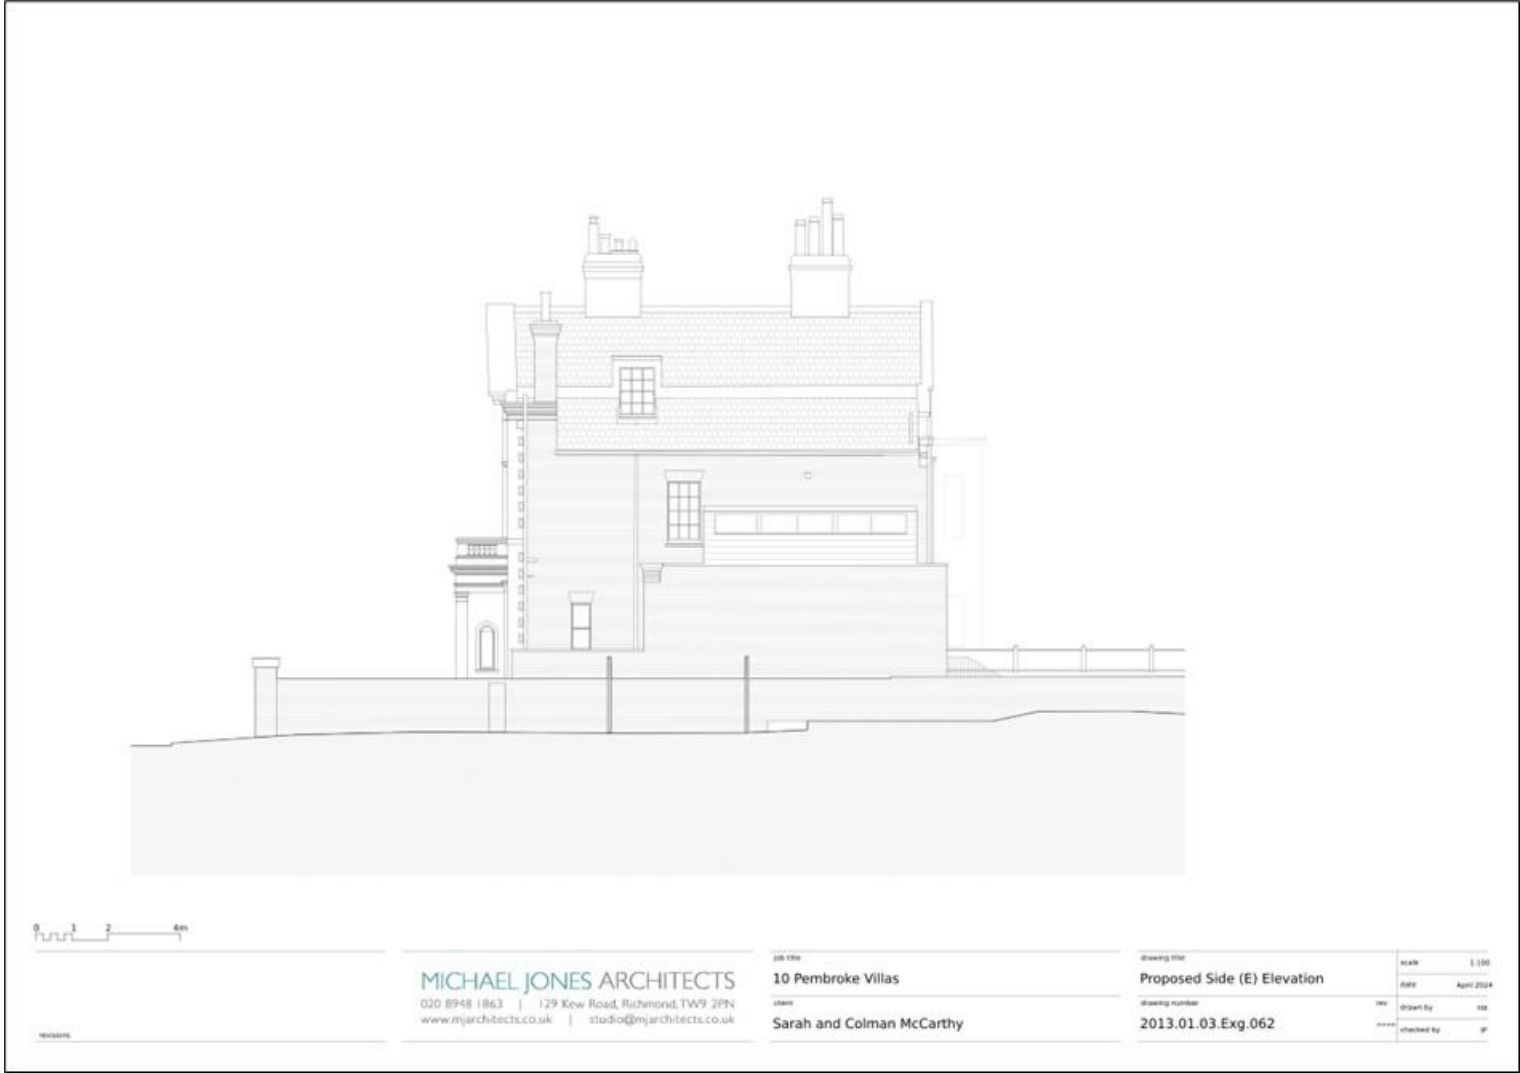 0 1 2 4m
revisions
MICHAEL JONES ARCHITECTS
020 8948 1863 | 129 Kew Road, Richmond, TW9 2PN
www.mjarchitects.co.uk | studio@mjarchitects.co.uk
job title
10 Pembroke Villas
client
Sarah and Colman McCarthy
drawing title
Proposed Side (E) Elevation
drawing number
rev
2013.01.03.Exg.062
----
scale 1:100
date April 2024
drawn by
checked by